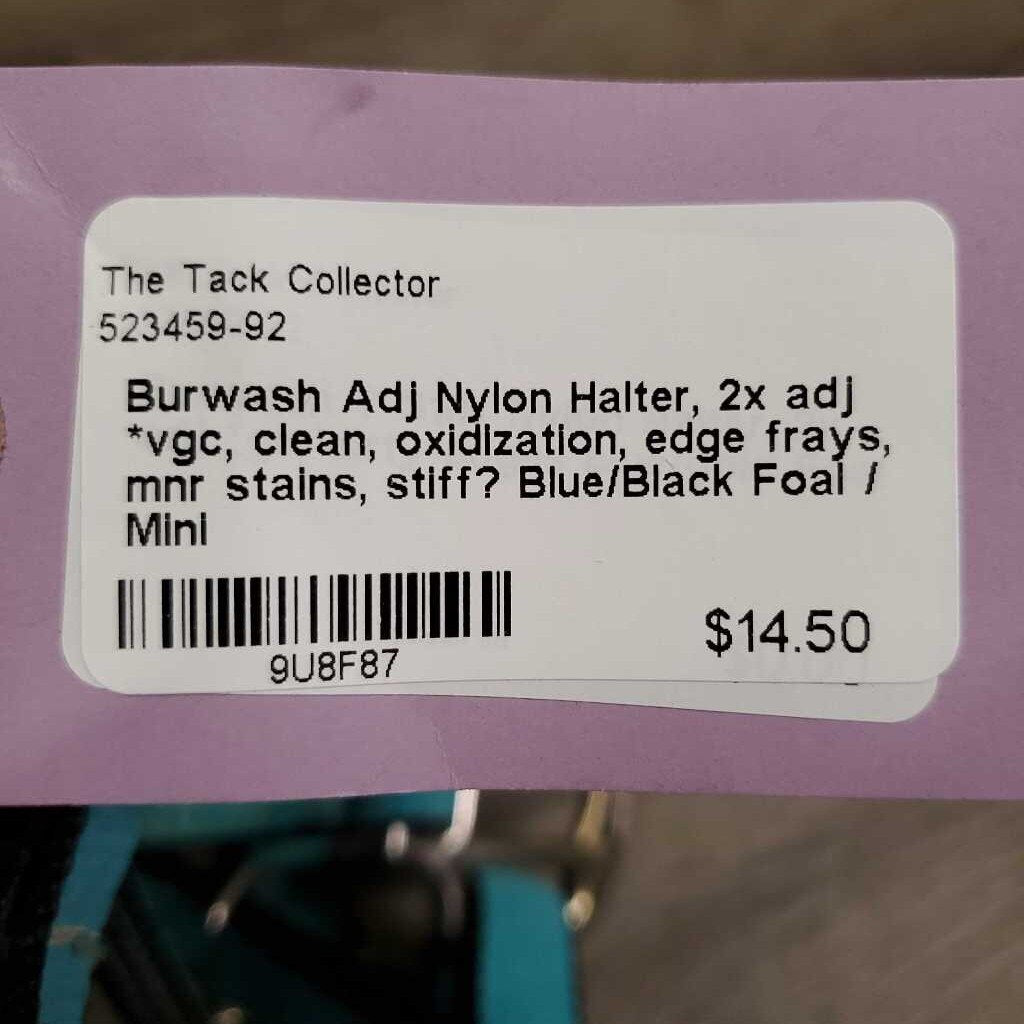 The Tack Collector
523459-92
Burwash Adj Nylon Halter, 2x adj
*vgc, clean, oxidization, edge frays,
mnr stains, stiff? Blue/Black Foal /
Mini
9U8F87
$14.50